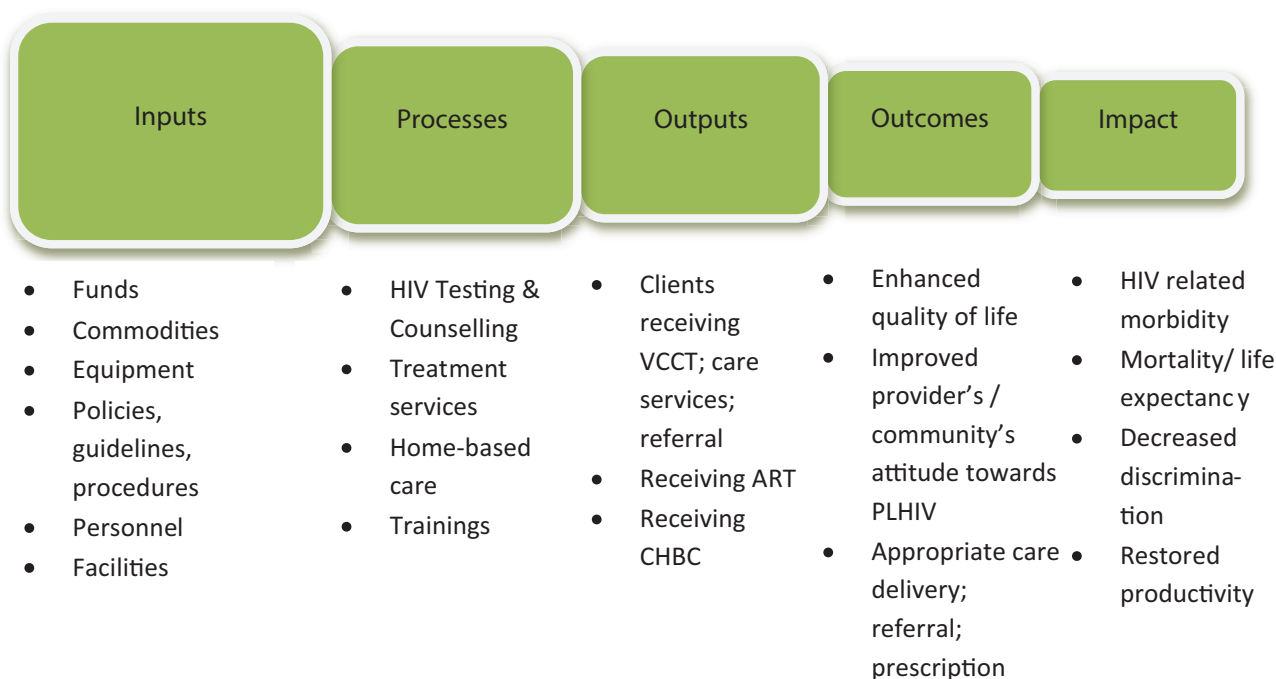 Inputs
Processes
Outputs
Outcomes
Impact
• Funds
• Commodities
• Equipment
• Policies,
guidelines,
procedures
• Personnel
• Facilities
• HIV Testing &
Counselling
• Treatment
services
• Home-based
care
• Trainings
• Clients
receiving
VCCT; care
services;
referral
• Receiving ART
• Receiving
CHBC
• Enhanced
quality of life
• Improved
provider’s /
community’s
attitude towards
PLHIV
• Appropriate care
delivery;
referral;
prescription
• HIV related
morbidity
• Mortality/ life
expectancy
• Decreased
discrimina-
tion
• Restored
productivity